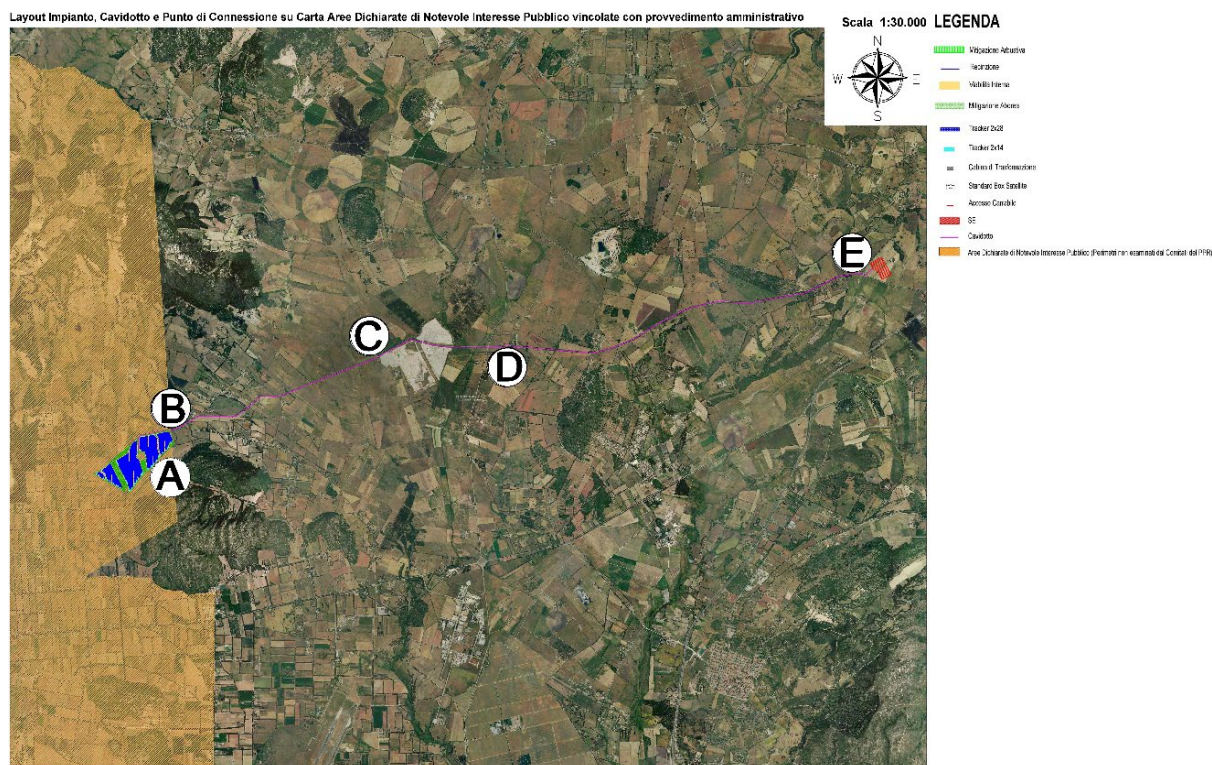 Layout Impianto, Cavidotto e Punto di Connessione su Carta Aree Dichiarate di Notevole Interesse Pubblico vincolate con provvedimento amministrativo
Scala 1:30.000
LEGENDA
N
W
E
S
Mitigazione Arbustiva
Recinzione
Viabilità Interna
Mitigazione Aborea
Tracker 2x28
Tracker 2x14
Cabina di Trasformazione
Standard Box Satellite
Accesso Carrabile
SE
Cavidotto
Aree Dichiarate di Notevole Interesse Pubblico (Perimetri non esaminati dai Comitati del PPR)
E
C
D
B
A